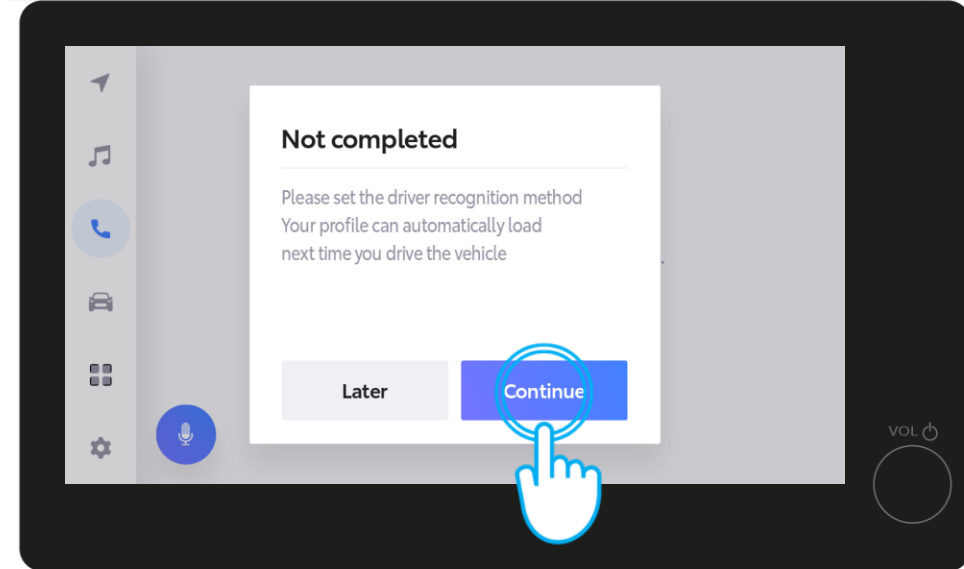 Not completed
Please set the driver recognition method
Your profile can automatically load
next time you drive the vehicle
Later
Continue
VOL